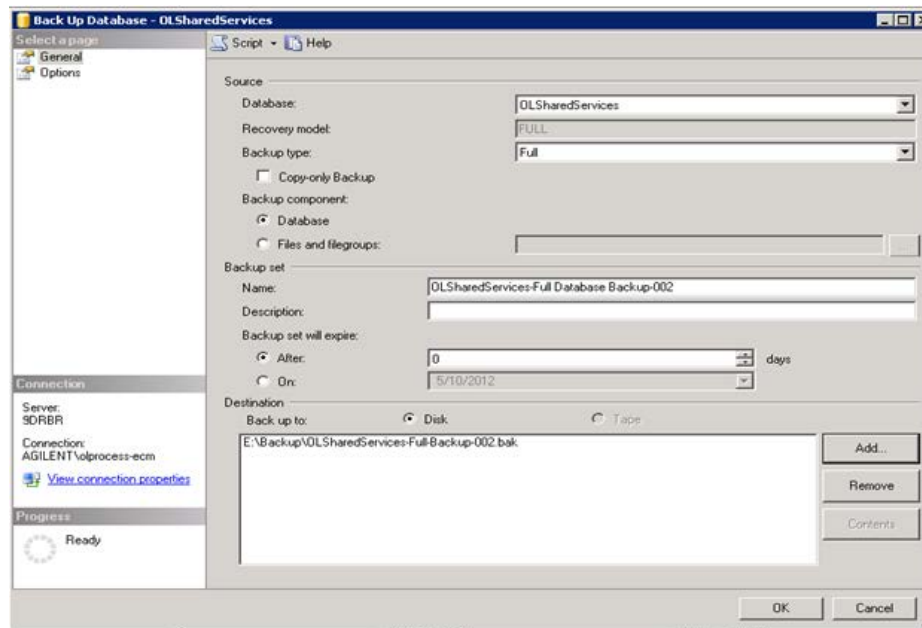 Back Up Database - OLSharedServices
Select a page
General
Options
Script
Help
Source
Database:
OLSharedServices
Recovery model:
FULL
Backup type:
Full
Copy-only Backup
Backup component:
Database
Files and filegroups:
...
Backup set
Name:
OLSharedServices-Full Database Backup-002
Description:
Backup set will expire:
After:
0
days
On:
5/10/2012
Destination
Back up to:
Disk
Tape
E:\Backup\OLSharedServices-Full-Backup-002.bak
Add...
Remove
Contents
Connection
Server:
9DRBR
Connection:
AGILENT\olprocess-ecm
View connection properties
Progress
Ready
OK
Cancel